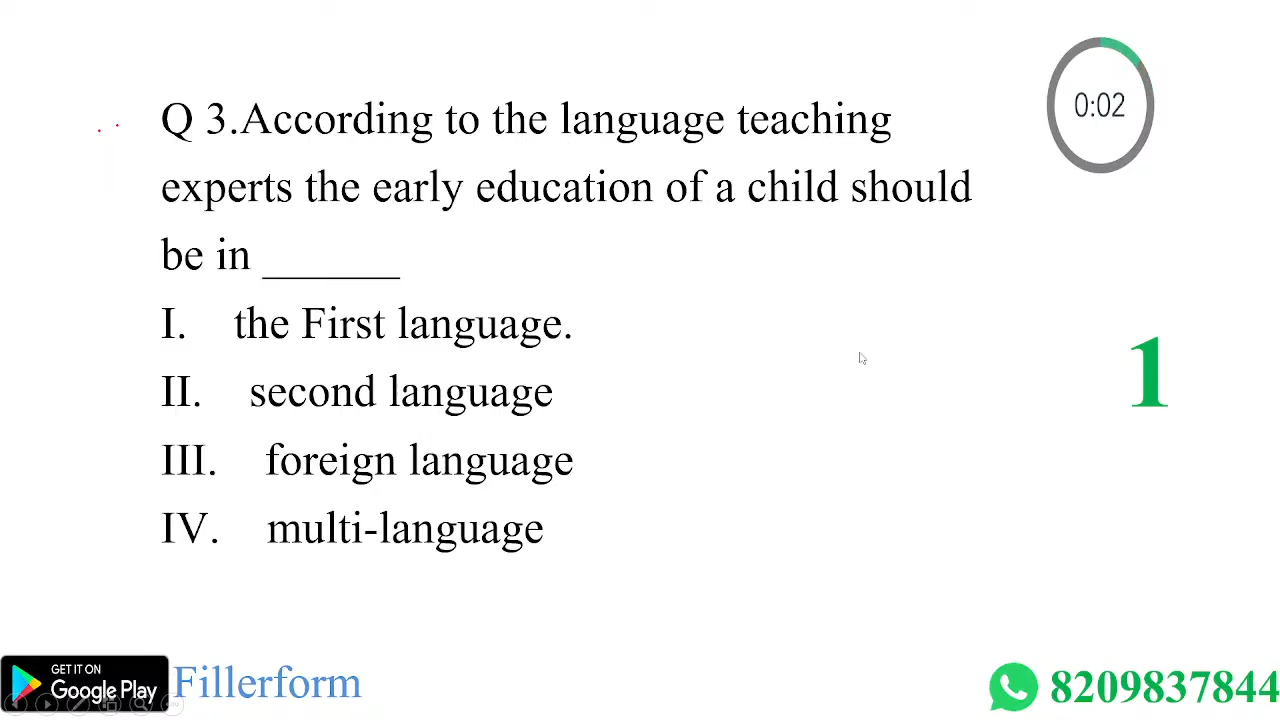 0:02
Q 3.According to the language teaching
experts the early education of a child should
be in ______
I. the First language.
II. second language
III. foreign language
IV. multi-language
1
GET IT ON
Google Play
Fillerform
8209837844